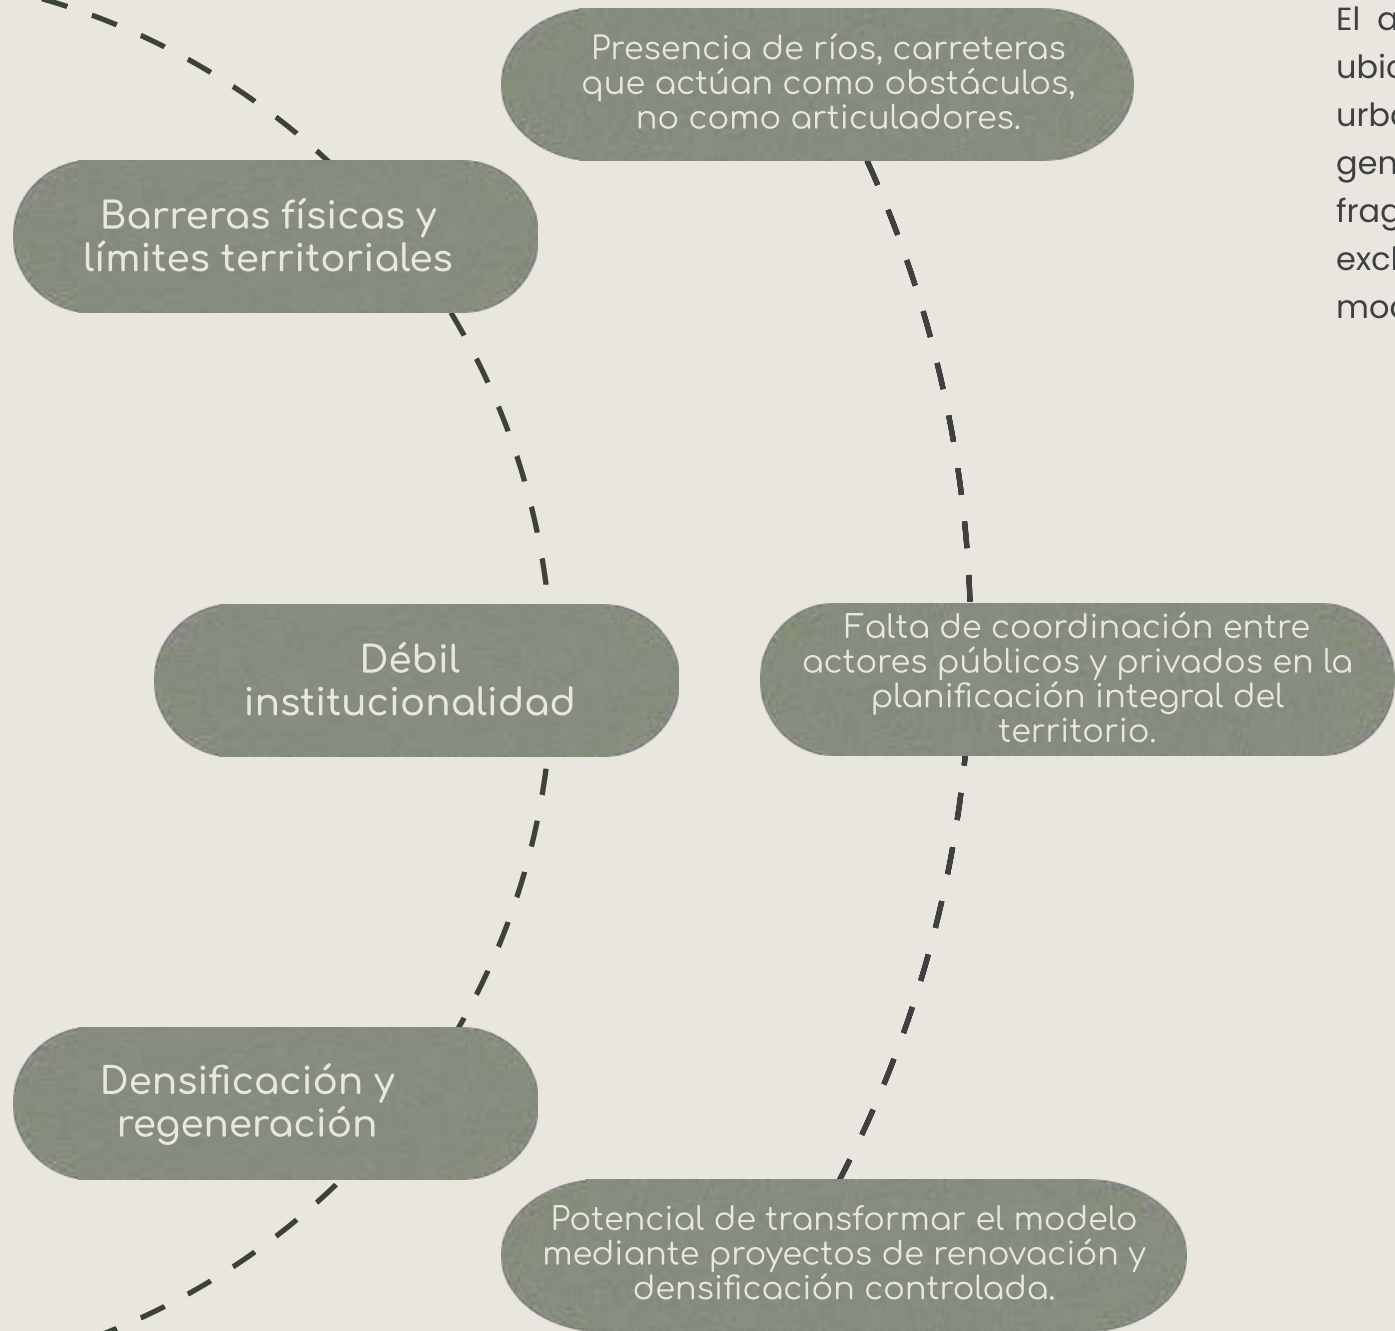 Presencia de ríos, carreteras
que actúan como obstáculos,
no como articuladores.
Barreras físicas y
límites territoriales
Débil
institucionalidad
Falta de coordinación entre
actores públicos y privados en la
planificación integral del
territorio.
Densificación y
regeneración
Potencial de transformar el modelo
mediante proyectos de renovación y
densificación controlada.
El